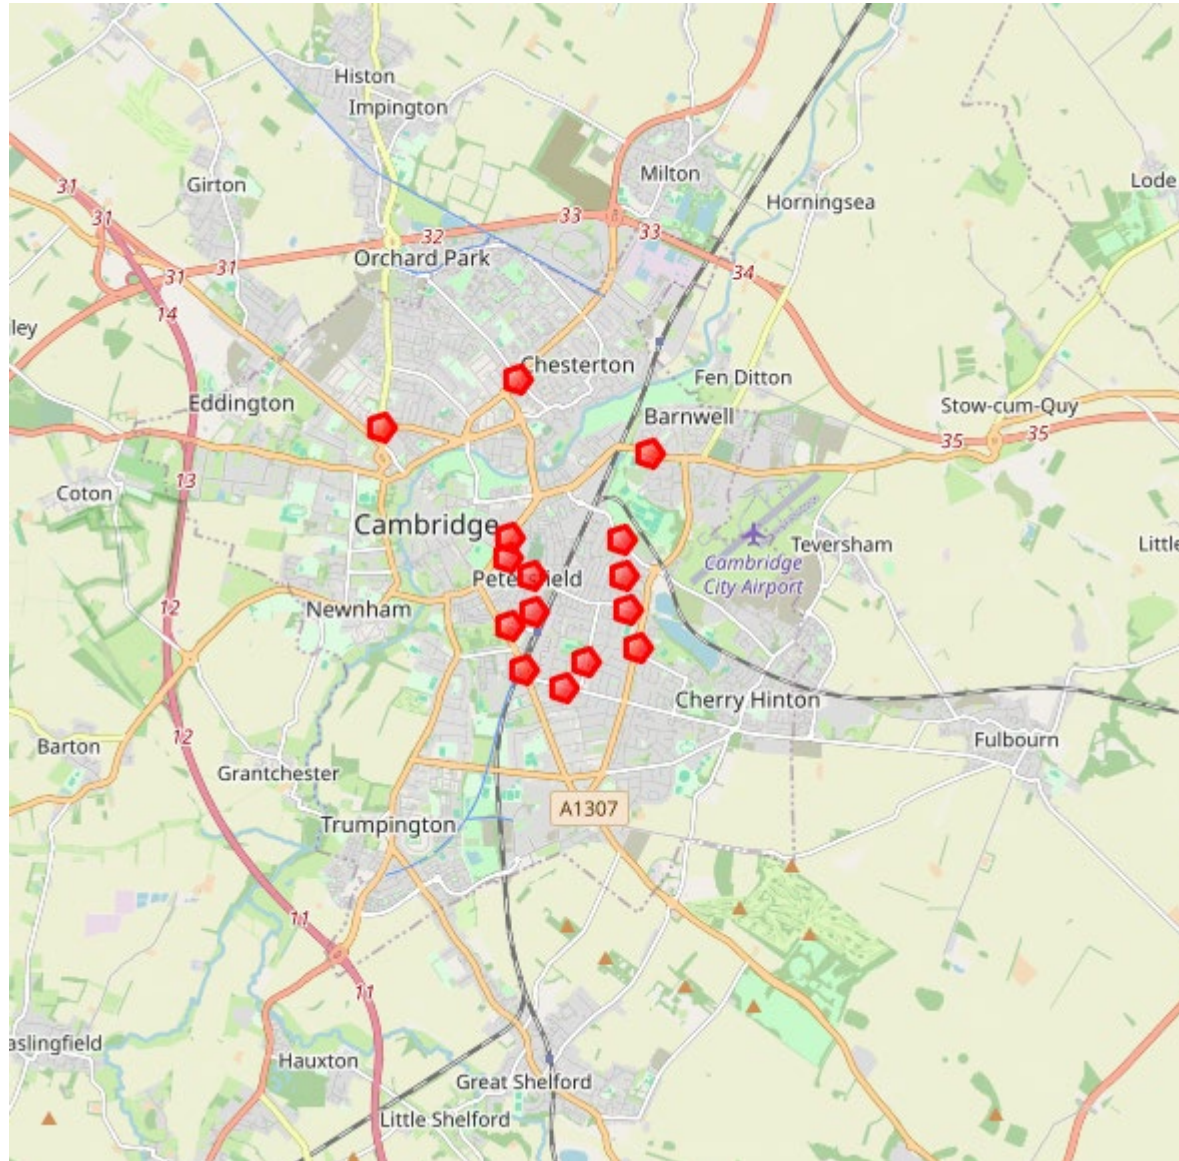 Histon
Impington
Milton
Girton
Lode
31
Horningsea
31
33
32
33
Orchard Park
31
31
34
14
ley
Chesterton
Fen Ditton
Eddington
Stow-cum-Quy
Barnwell
35
35
13
Coton
Cambridge
Teversham
Little
Cambridge
City Airport
Petersfield
12
Newnham
Cherry Hinton
12
Barton
Fulbourn
Grantchester
A1307
Trumpington
11
11
aslingfield
Hauxton
Great Shelford
Little Shelford